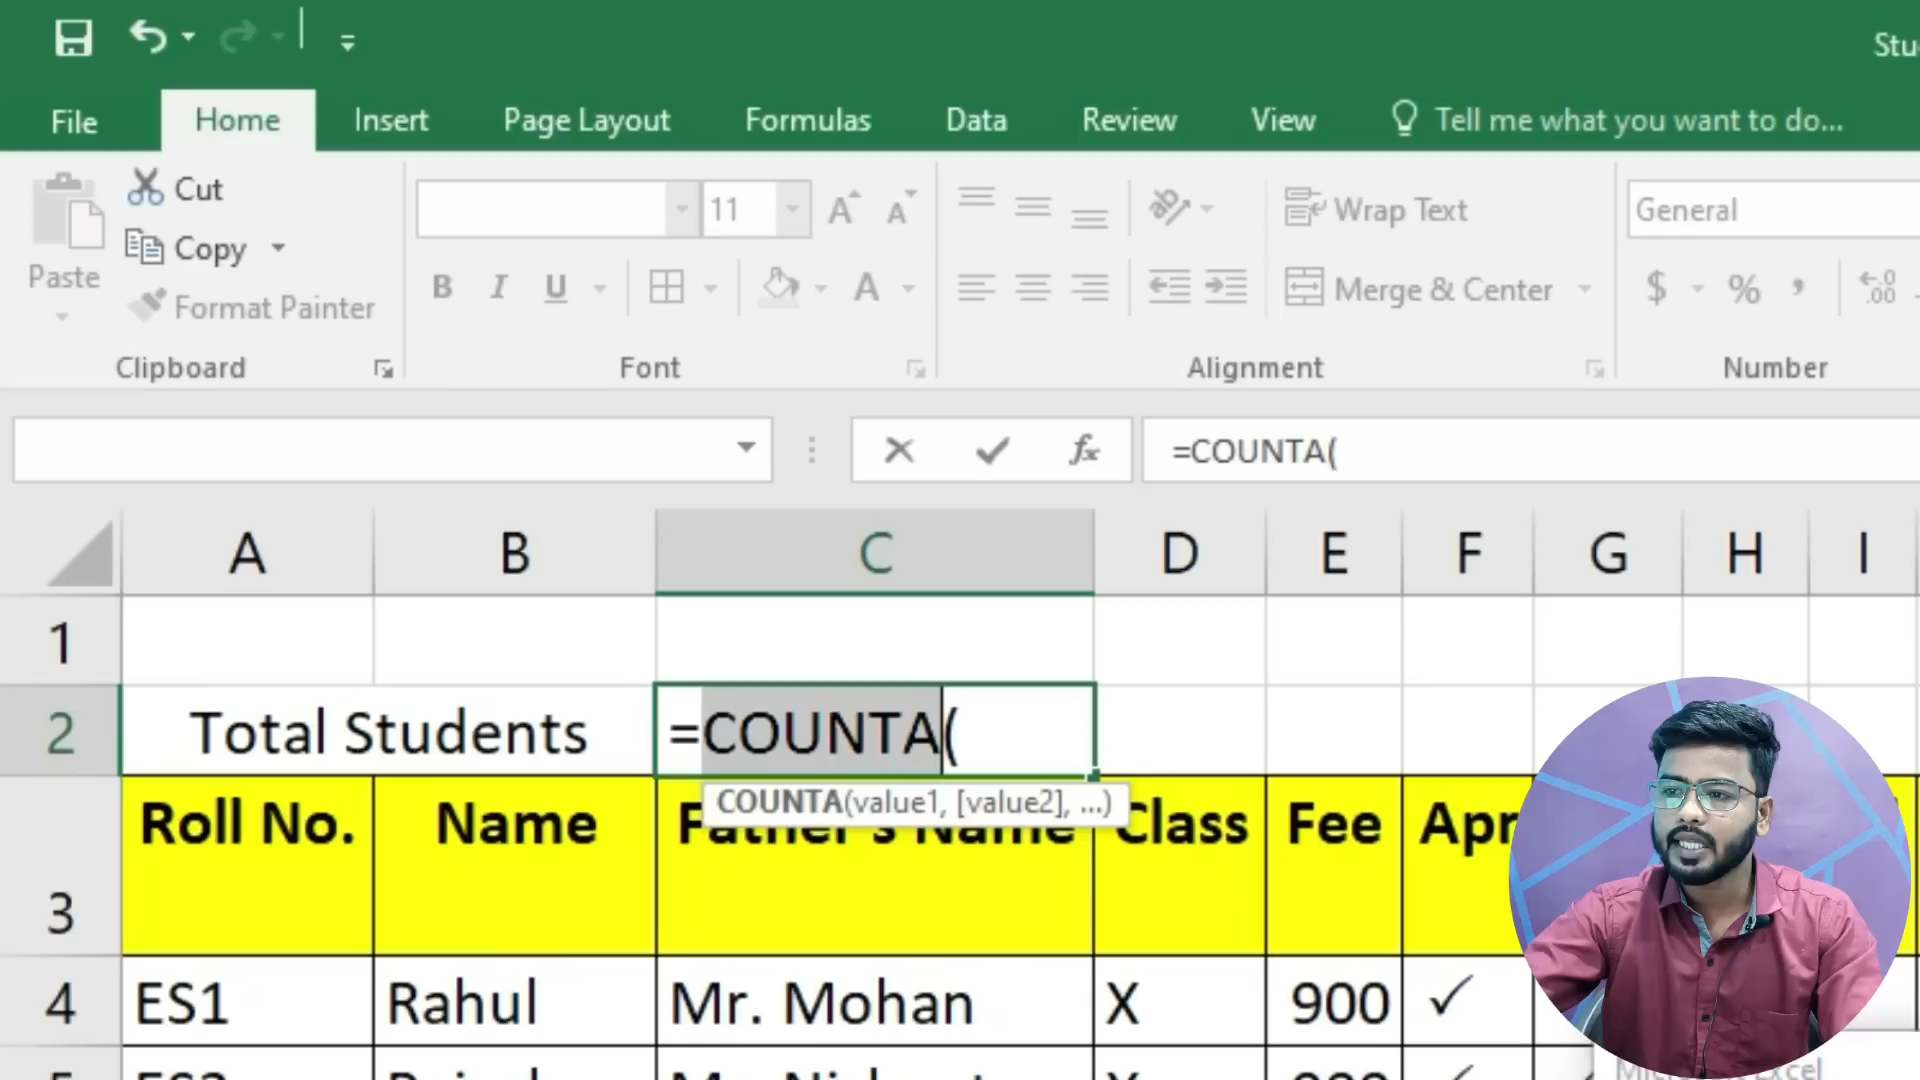 Stu
File Home Insert Page Layout Formulas Data Review View Tell me what you want to do...
Paste
Cut
Copy
Format Painter
11
Wrap Text
Merge & Center
General
$ % ,
Clipboard Font Alignment Number
=COUNTA(
A B C D E F G H I
1
2 Total Students =COUNTA(
COUNTA(value1, [value2], ...)
3 Roll No. Name Father's Name Class Fee Apr
4 ES1 Rahul Mr. Mohan X 900 ✓